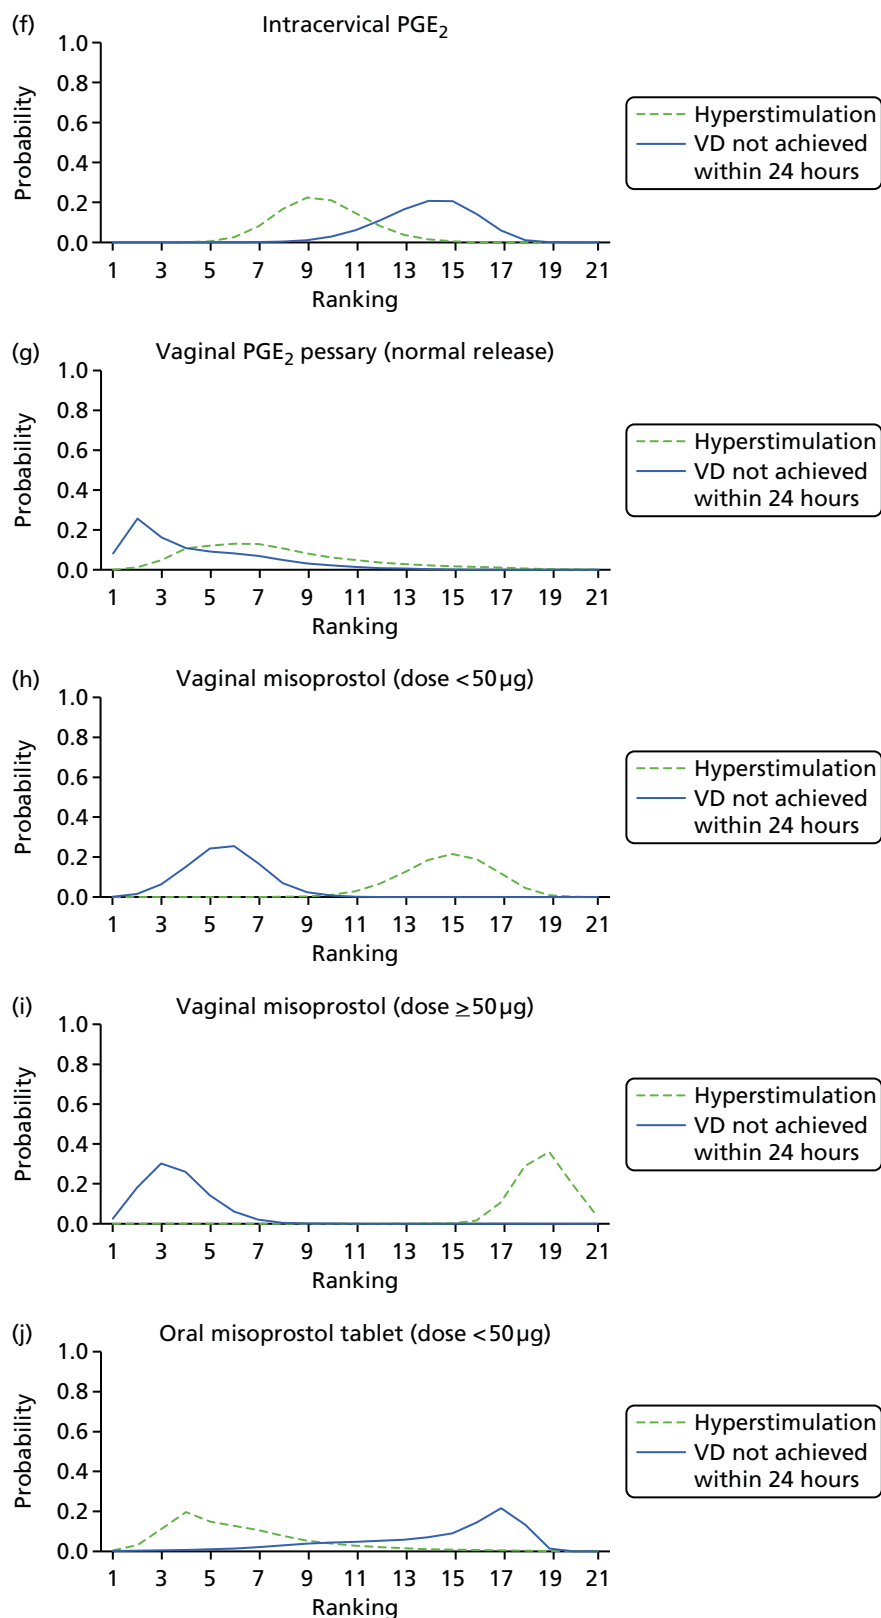 (f)
Intracervical PGE₂
1.0
0.8
0.6
0.4
0.2
0.0
Probability
1 3 5 7 9 11 13 15 17 19 21
Ranking
Hyperstimulation
VD not achieved
within 24 hours
(g)
Vaginal PGE₂ pessary (normal release)
1.0
0.8
0.6
0.4
0.2
0.0
Probability
1 3 5 7 9 11 13 15 17 19 21
Ranking
Hyperstimulation
VD not achieved
within 24 hours
(h)
Vaginal misoprostol (dose <50µg)
1.0
0.8
0.6
0.4
0.2
0.0
Probability
1 3 5 7 9 11 13 15 17 19 21
Ranking
Hyperstimulation
VD not achieved
within 24 hours
(i)
Vaginal misoprostol (dose ≥50µg)
1.0
0.8
0.6
0.4
0.2
0.0
Probability
1 3 5 7 9 11 13 15 17 19 21
Ranking
Hyperstimulation
VD not achieved
within 24 hours
(j)
Oral misoprostol tablet (dose <50µg)
1.0
0.8
0.6
0.4
0.2
0.0
Probability
1 3 5 7 9 11 13 15 17 19 21
Ranking
Hyperstimulation
VD not achieved
within 24 hours